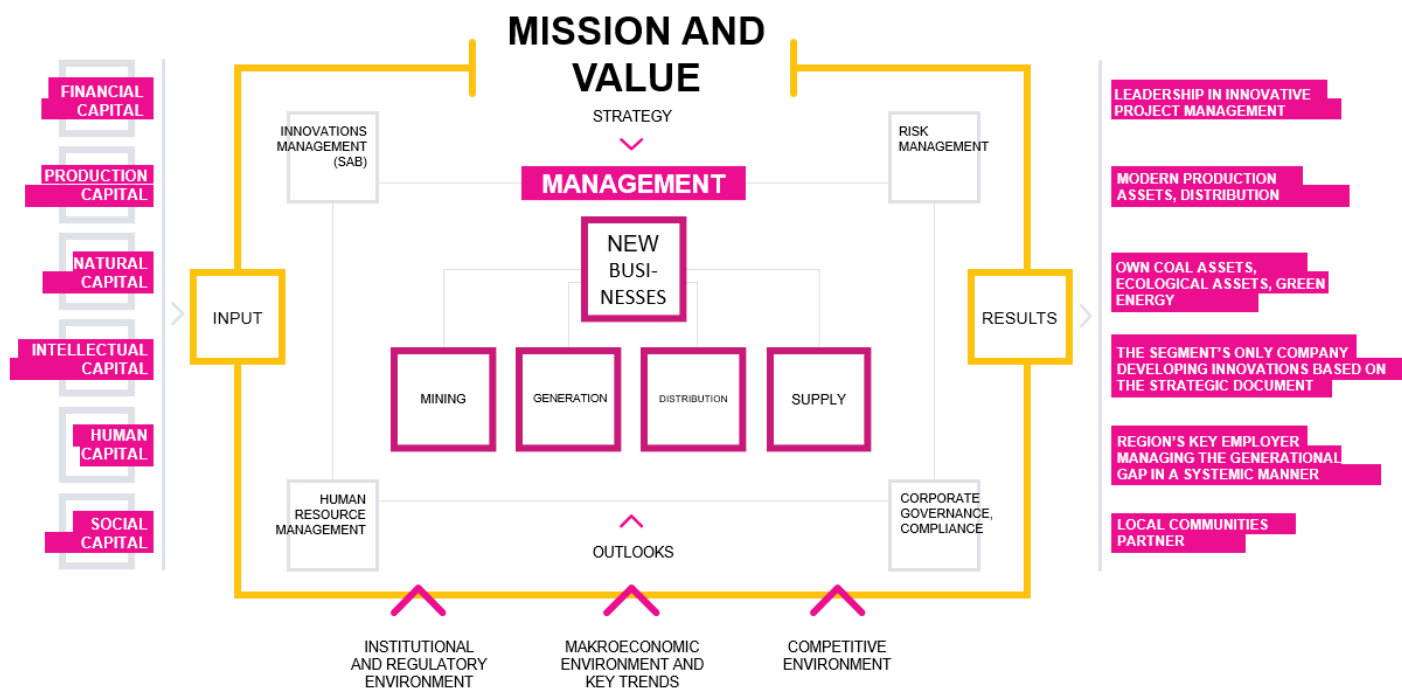 MISSION AND
VALUE
STRATEGY
MANAGEMENT
FINANCIAL
CAPITAL
PRODUCTION
CAPITAL
NATURAL
CAPITAL
INTELLECTUAL
CAPITAL
HUMAN
CAPITAL
SOCIAL
CAPITAL
INPUT
INNOVATIONS
MANAGEMENT
(SAB)
RISK
MANAGEMENT
NEW
BUSI-
NESSES
MINING
GENERATION
DISTRIBUTION
SUPPLY
HUMAN
RESOURCE
MANAGEMENT
CORPORATE
GOVERNANCE,
COMPLIANCE
OUTLOOKS
INSTITUTIONAL
AND REGULATORY
ENVIRONMENT
MAKROECONOMIC
ENVIRONMENT AND
KEY TRENDS
COMPETITIVE
ENVIRONMENT
RESULTS
LEADERSHIP IN INNOVATIVE
PROJECT MANAGEMENT
MODERN PRODUCTION
ASSETS, DISTRIBUTION
OWN COAL ASSETS,
ECOLOGICAL ASSETS, GREEN
ENERGY
THE SEGMENT'S ONLY COMPANY
DEVELOPING INNOVATIONS BASED ON
THE STRATEGIC DOCUMENT
REGION'S KEY EMPLOYER
MANAGING THE GENERATIONAL
GAP IN A SYSTEMIC MANNER
LOCAL COMMUNITIES
PARTNER